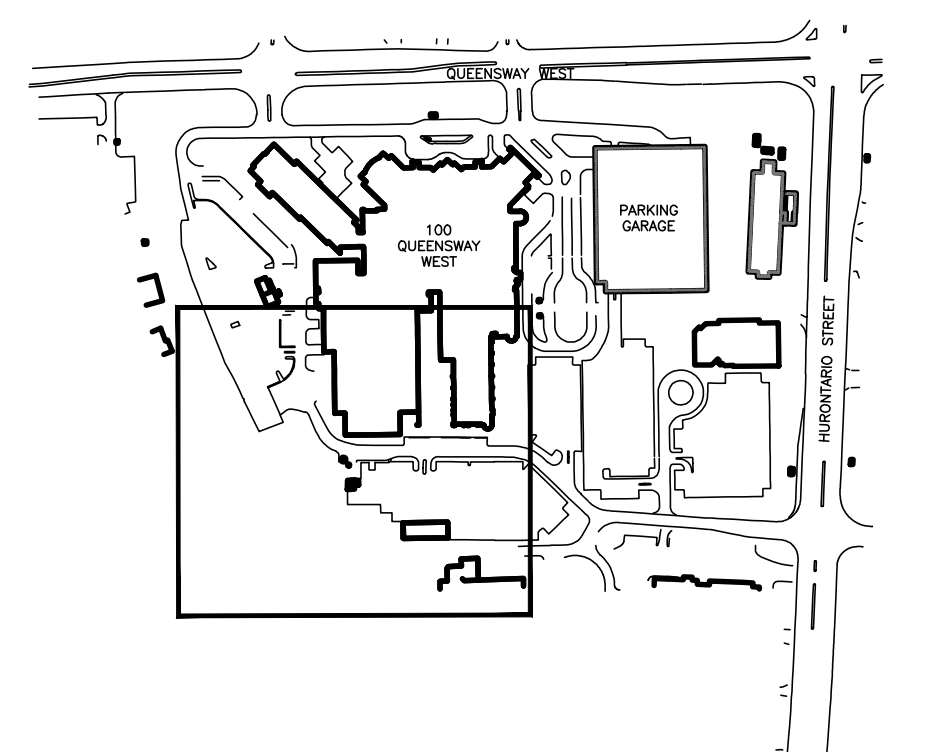 QUEENSWAY WEST
100
QUEENSWAY
WEST
PARKING
GARAGE
HURONTARIO STREET